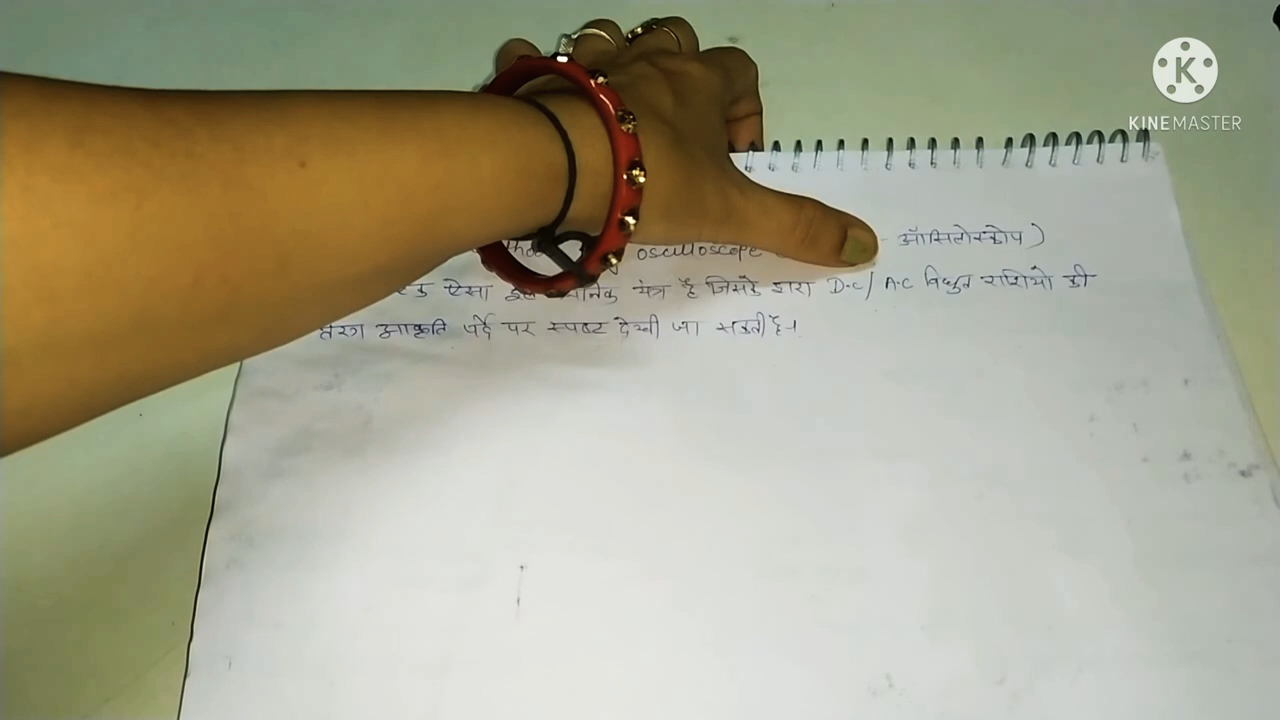 KINEMASTER
oscilloscope ऑसिलोस्कोप)
ऐसा यंत्र है जिसके द्वारा D.C/A.C विधुत राशियो की
तरंग आकृति पर्दे पर स्पष्ट देखी जा सकती है।